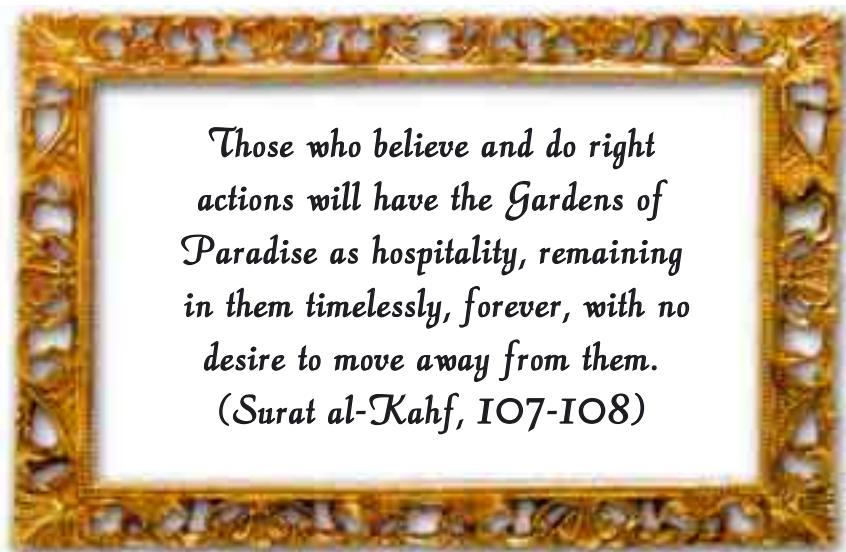 Those who believe and do right
actions will have the Gardens of
Paradise as hospitality, remaining
in them timelessly, forever, with no
desire to move away from them.
(Surat al-Kahf, 107-108)